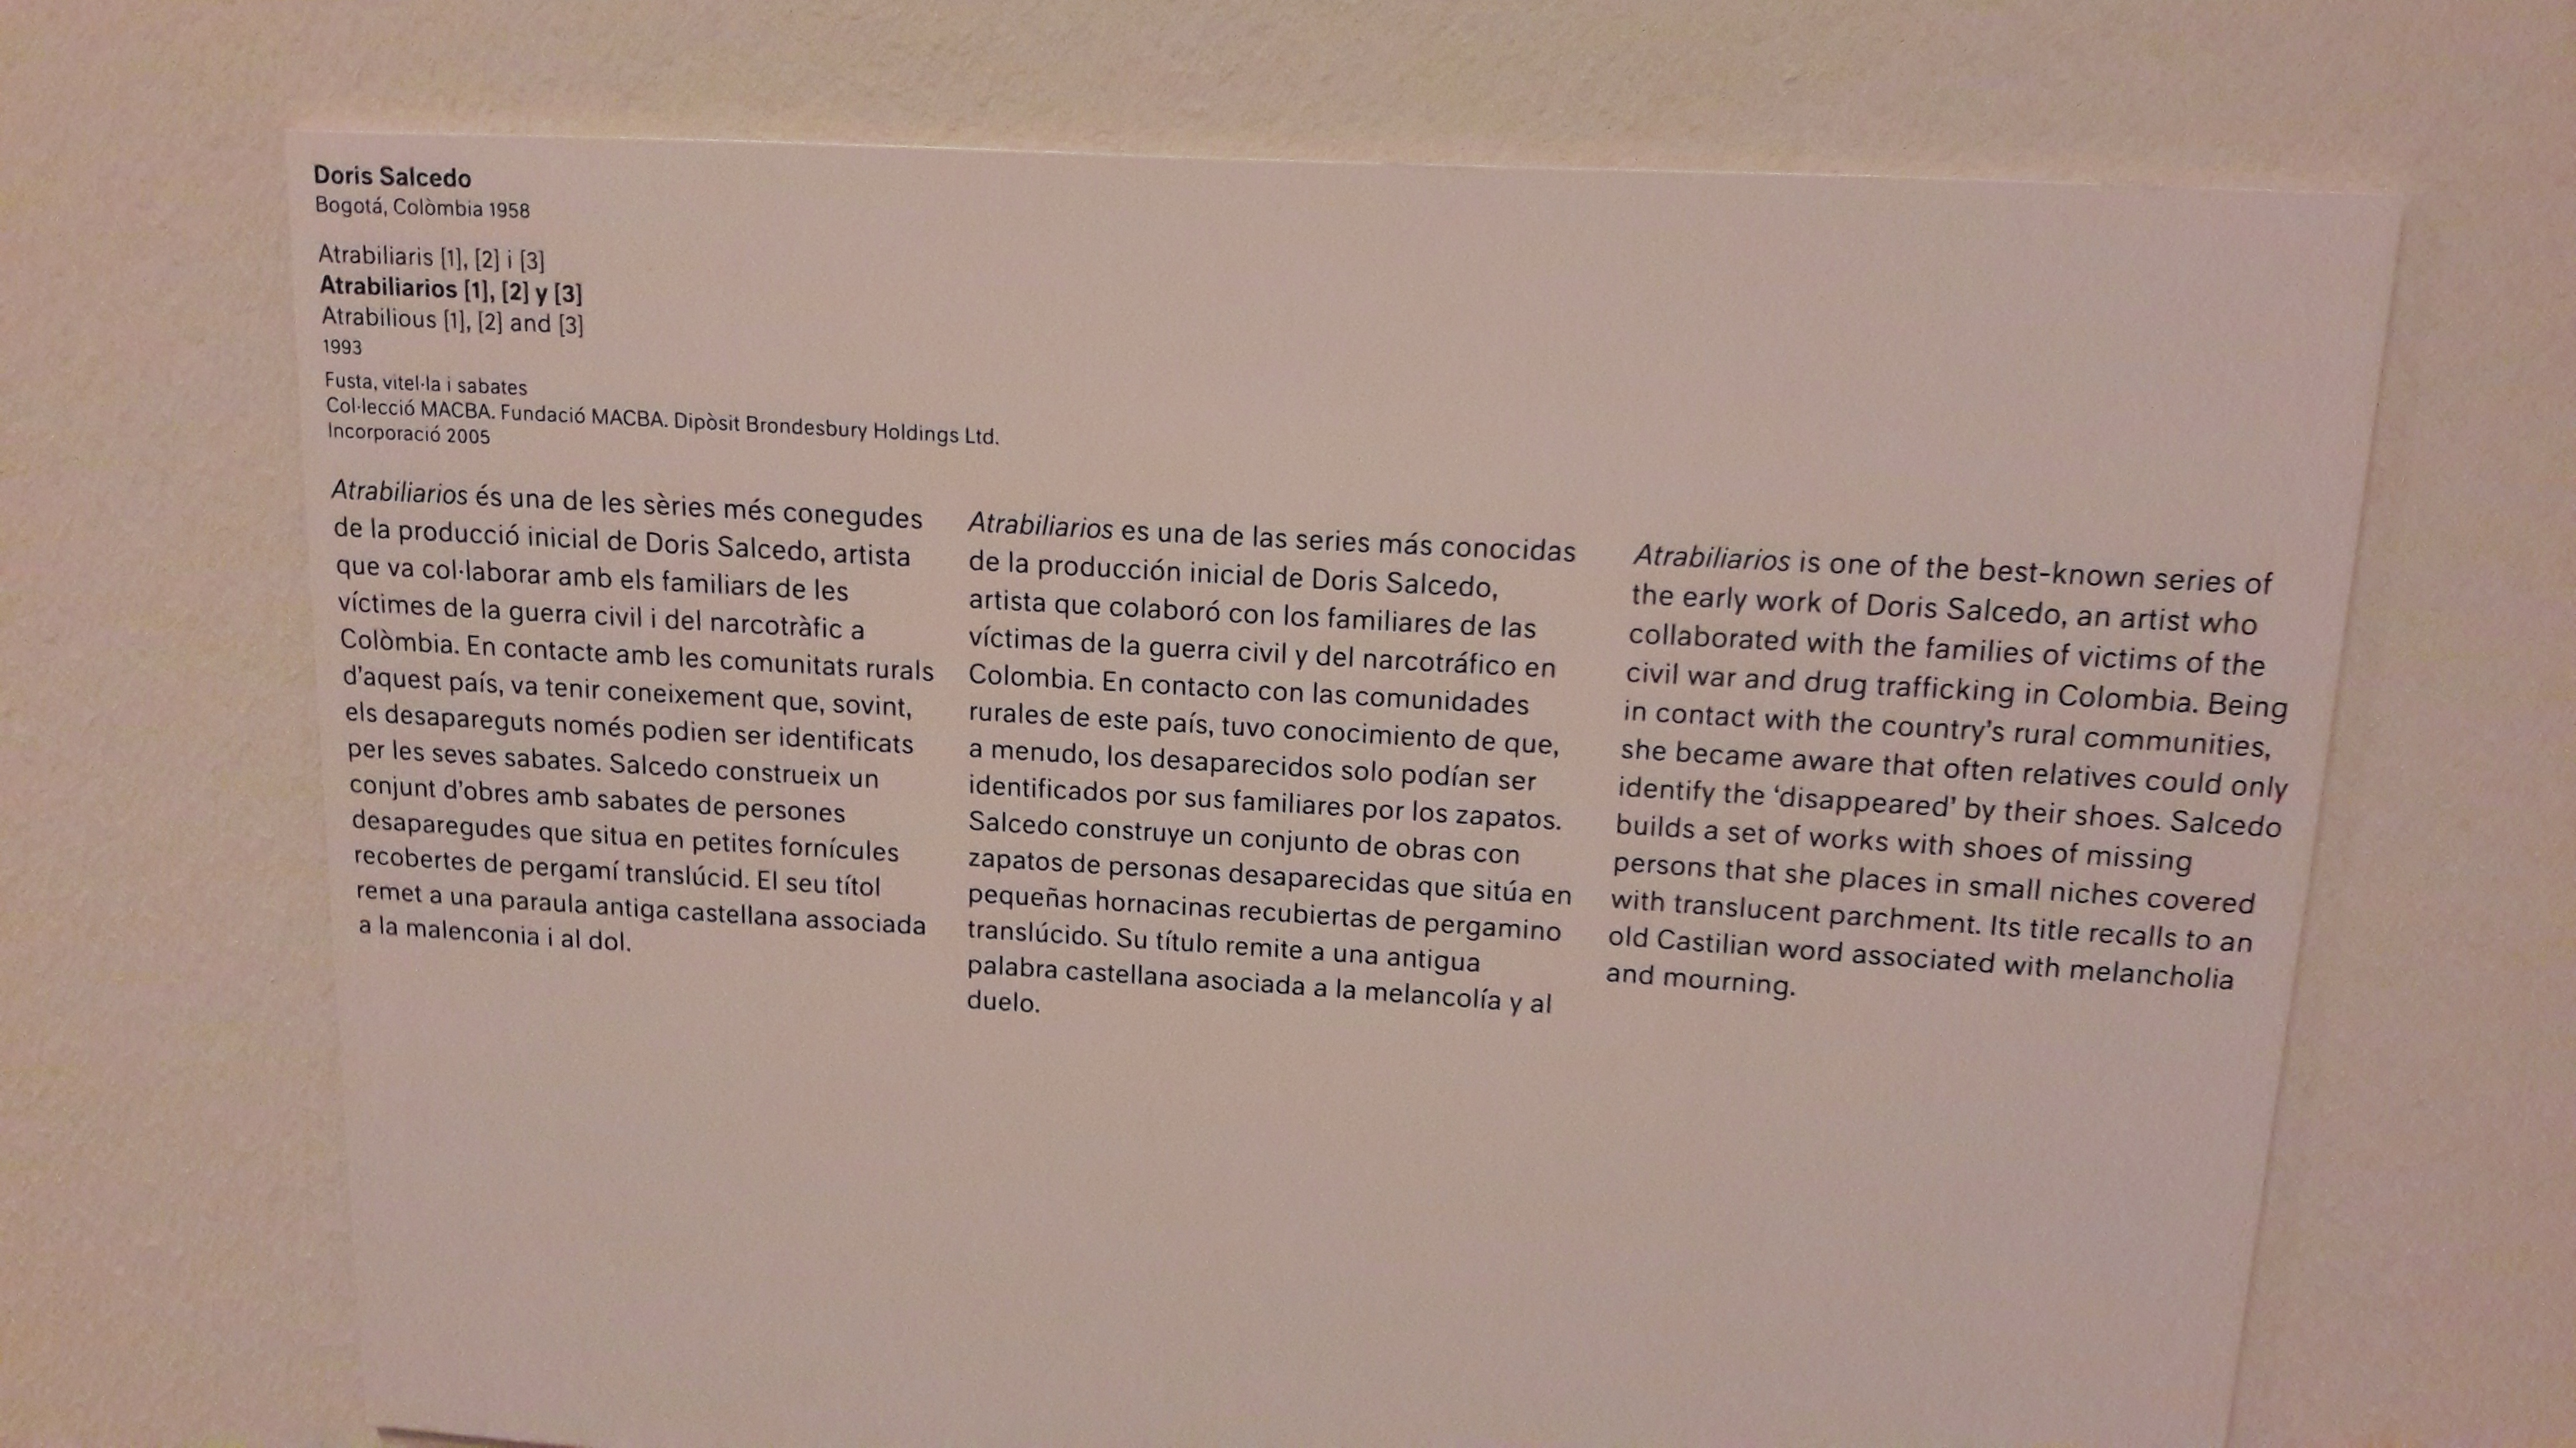 Doris Salcedo
Bogotá, Colòmbia 1958
Atrabiliaris [1], [2] i [3]
Atrabiliarios [1], [2] y [3]
Atrabilious [1], [2] and [3]
1993
Fusta, vitel·la i sabates
Col·lecció MACBA. Fundació MACBA. Dipòsit Brondesbury Holdings Ltd.
Incorporació 2005
Atrabiliarios és una de les sèries més conegudes
de la producció inicial de Doris Salcedo, artista
que va col·laborar amb els familiars de les
víctimes de la guerra civil i del narcotràfic a
Colòmbia. En contacte amb les comunitats rurals
d'aquest país, va tenir coneixement que, sovint,
els desapareguts només podien ser identificats
per les seves sabates. Salcedo construeix un
conjunt d'obres amb sabates de persones
desaparegudes que situa en petites fornícules
recobertes de pergamí translúcid. El seu títol
remet a una paraula antiga castellana associada
a la malenconia i al dol.
Atrabiliarios es una de las series más conocidas
de la producción inicial de Doris Salcedo,
artista que colaboró con los familiares de las
víctimas de la guerra civil y del narcotráfico en
Colombia. En contacto con las comunidades
rurales de este país, tuvo conocimiento de que,
a menudo, los desaparecidos solo podían ser
identificados por sus familiares por los zapatos.
Salcedo construye un conjunto de obras con
zapatos de personas desaparecidas que sitúa en
pequeñas hornacinas recubiertas de pergamino
translúcido. Su título remite a una antigua
palabra castellana asociada a la melancolía y al
duelo.
Atrabiliarios is one of the best-known series of
the early work of Doris Salcedo, an artist who
collaborated with the families of victims of the
civil war and drug trafficking in Colombia. Being
in contact with the country's rural communities,
she became aware that often relatives could only
identify the 'disappeared' by their shoes. Salcedo
builds a set of works with shoes of missing
persons that she places in small niches covered
with translucent parchment. Its title recalls to an
old Castilian word associated with melancholia
and mourning.